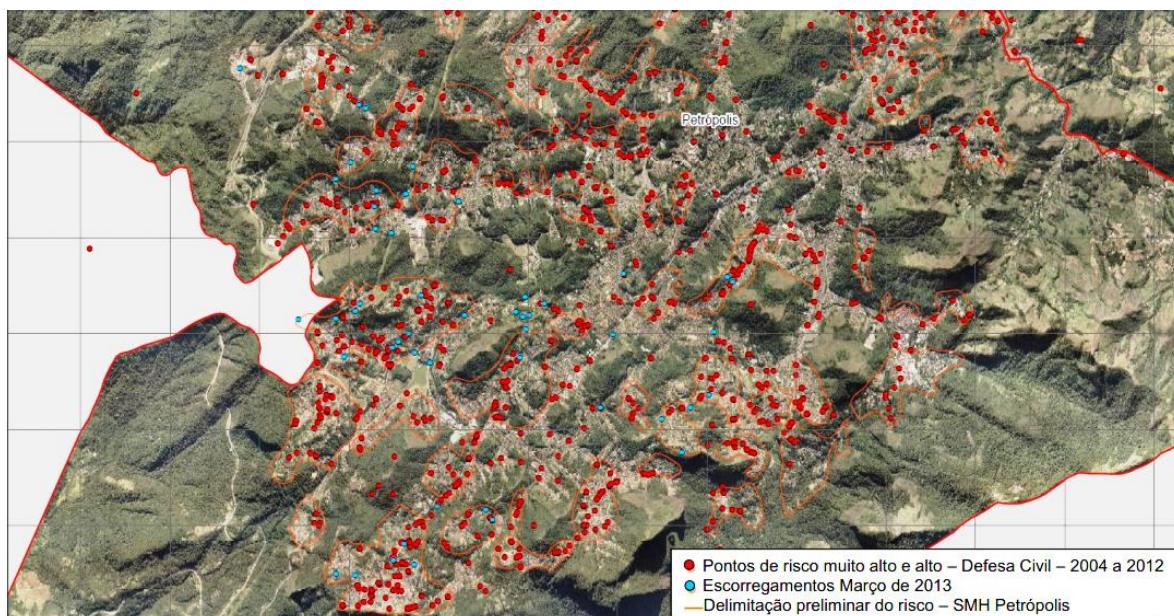 Petrópolis
Pontos de risco muito alto e alto – Defesa Civil – 2004 a 2012
Escorregamentos Março de 2013
Delimitação preliminar do risco – SMH Petrópolis